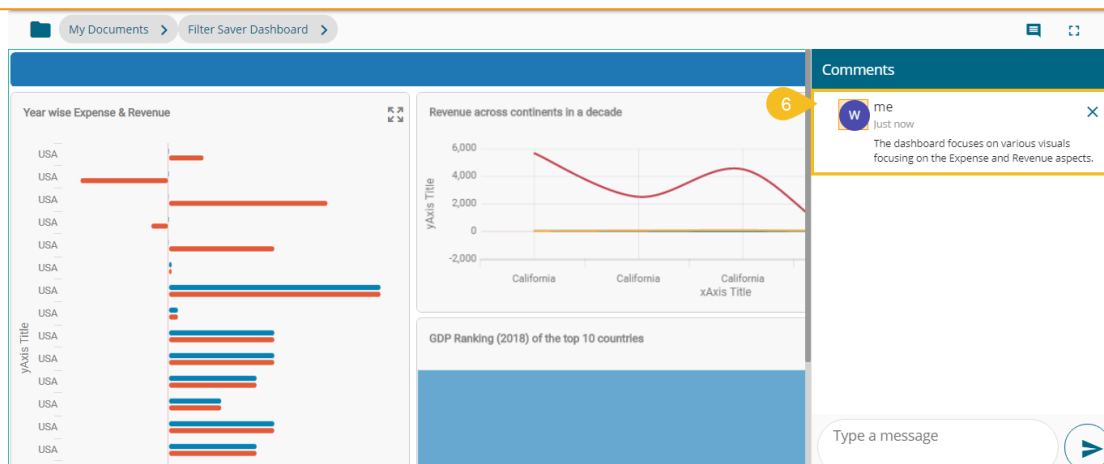 My Documents
Filter Saver Dashboard
Comments
6
W
me
Just now
The dashboard focuses on various visuals
focusing on the Expense and Revenue aspects.
Year wise Expense & Revenue
USA
USA
USA
USA
USA
USA
USA
USA
USA
USA
USA
USA
USA
USA
yAxis Title
Revenue across continents in a decade
6,000
4,000
2,000
0
-2,000
yAxis Title
California
California
California
xAxis Title
GDP Ranking (2018) of the top 10 countries
Type a message